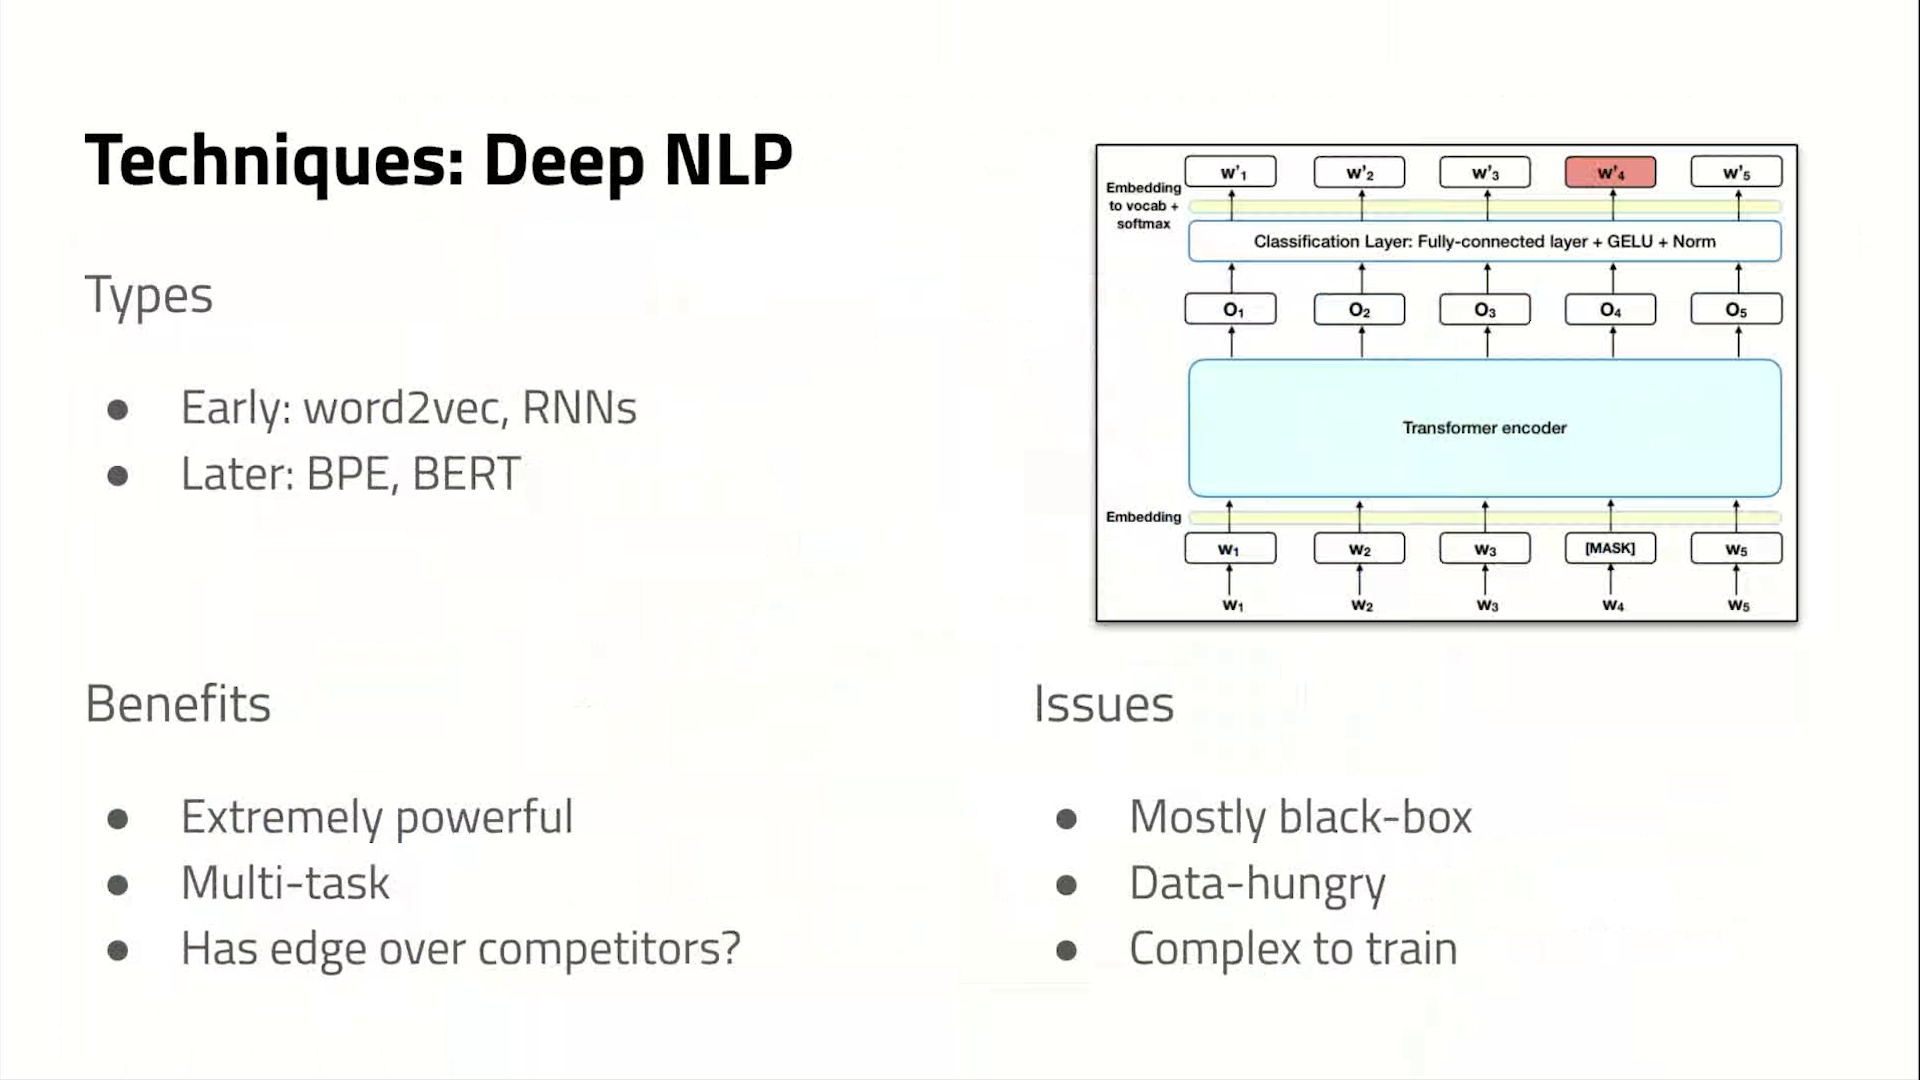 Techniques: Deep NLP
Types
● Early: word2vec, RNNs
● Later: BPE, BERT
w'1 w'2 w'3 w'4 w'5
Embedding
to vocab +
softmax
Classification Layer: Fully-connected layer + GELU + Norm
O1 O2 O3 O4 O5
Transformer encoder
Embedding
W1 W2 W3 [MASK] W5
W1 W2 W3 W4 W5
Benefits
● Extremely powerful
● Multi-task
● Has edge over competitors?
Issues
● Mostly black-box
● Data-hungry
● Complex to train